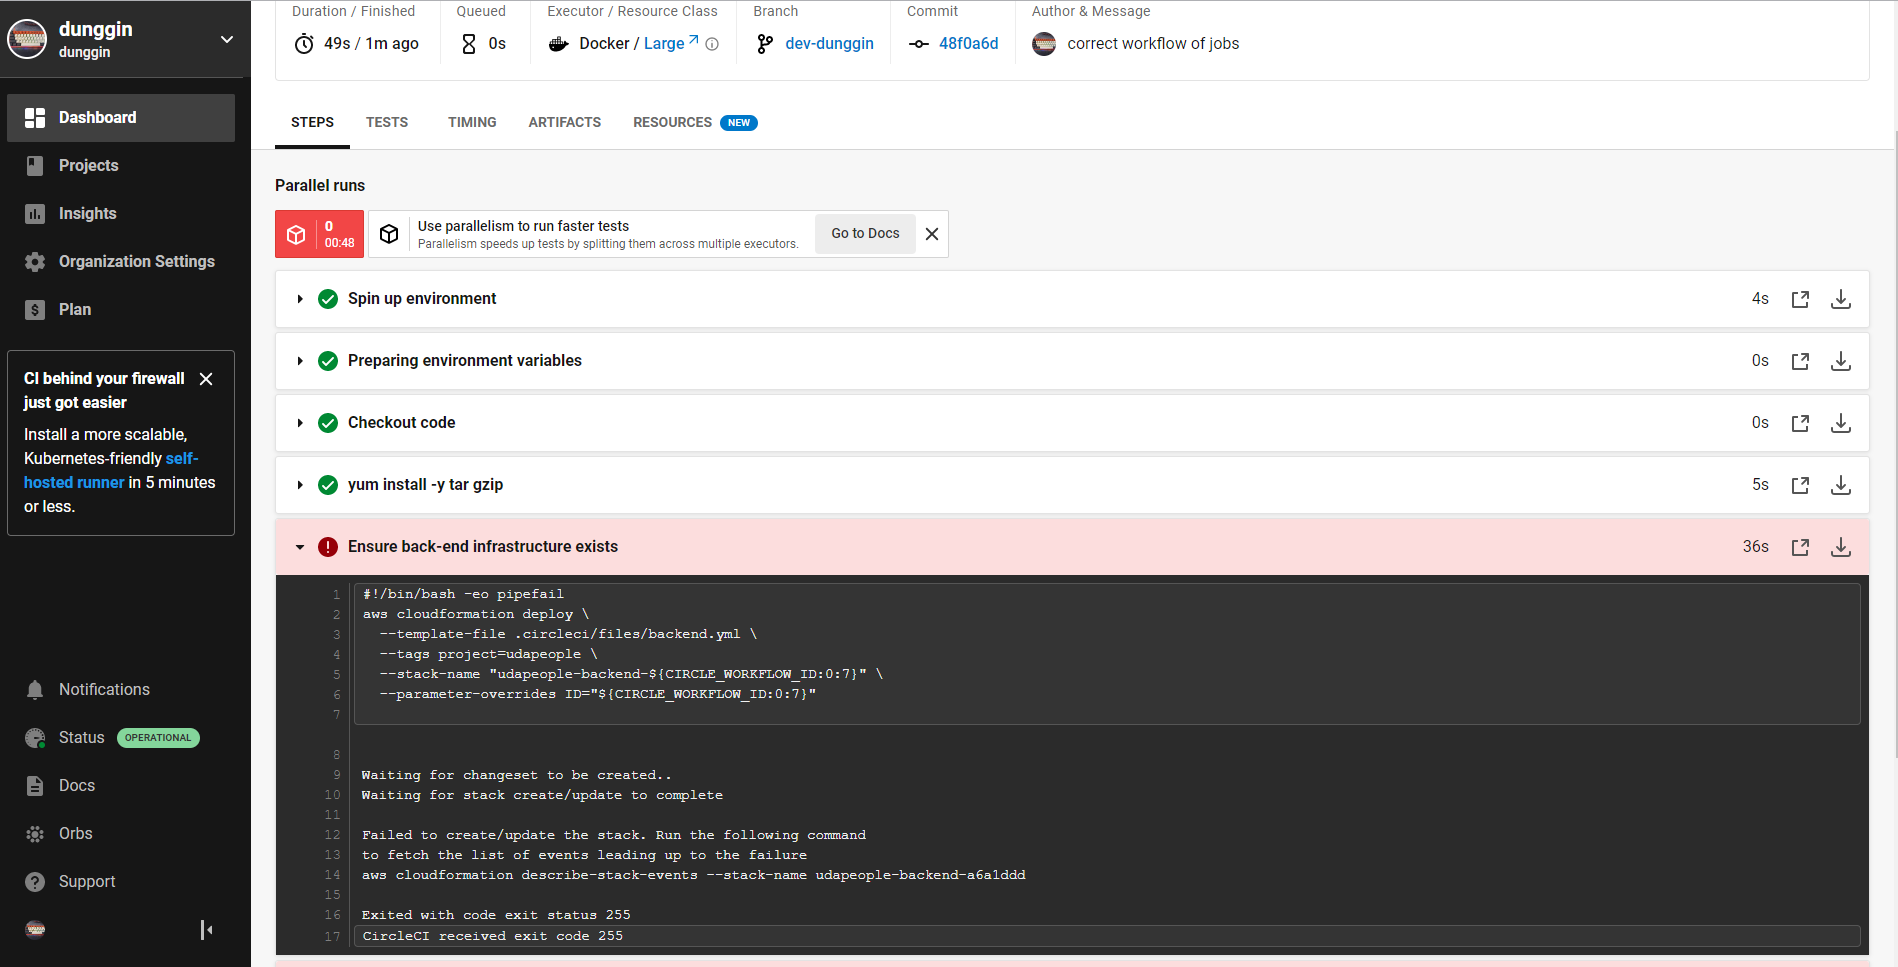 dunggin
dunggin
Dashboard
Projects
Insights
Organization Settings
Plan
CI behind your firewall
just got easier
Install a more scalable,
Kubernetes-friendly self-
hosted runner in 5 minutes
or less.
Notifications
Status OPERATIONAL
Docs
Orbs
Support
Duration / Finished Queued Executor / Resource Class Branch Commit Author & Message
49s / 1m ago 0s Docker / Large dev-dunggin 48f0a6d correct workflow of jobs
STEPS TESTS TIMING ARTIFACTS RESOURCES NEW
Parallel runs
0
00:48
Use parallelism to run faster tests
Parallelism speeds up tests by splitting them across multiple executors.
Go to Docs
Spin up environment 4s
Preparing environment variables 0s
Checkout code 0s
yum install -y tar gzip 5s
Ensure back-end infrastructure exists 36s
1 #!/bin/bash -eo pipefail
2 aws cloudformation deploy \
3 --template-file .circleci/files/backend.yml \
4 --tags project=udapeople \
5 --stack-name "udapeople-backend-${CIRCLE_WORKFLOW_ID:0:7}" \
6 --parameter-overrides ID="${CIRCLE_WORKFLOW_ID:0:7}"
7
8
9 Waiting for changeset to be created..
10 Waiting for stack create/update to complete
11
12 Failed to create/update the stack. Run the following command
13 to fetch the list of events leading up to the failure
14 aws cloudformation describe-stack-events --stack-name udapeople-backend-a6a1ddd
15
16 Exited with code exit status 255
17 CircleCI received exit code 255